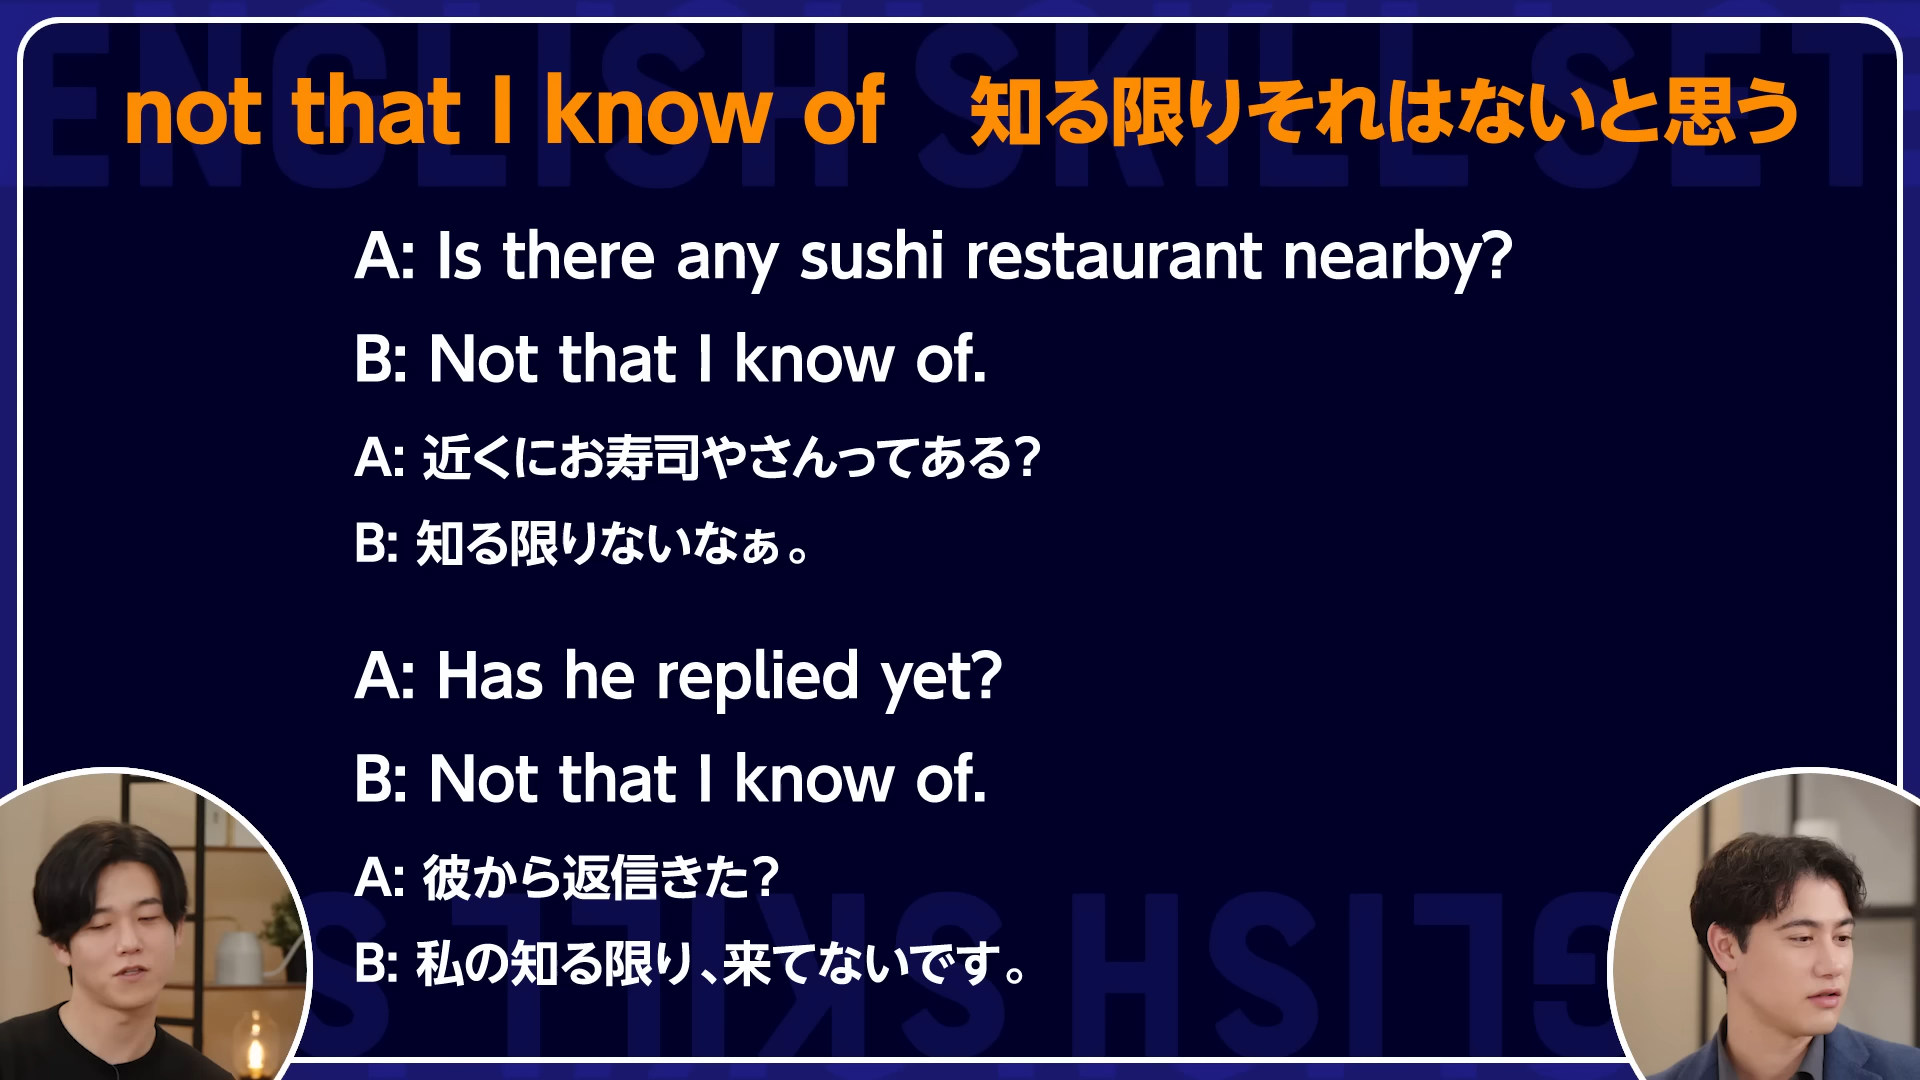 ENGLISH SKILL SET
not that I know of 知る限りそれはないと思う
A: Is there any sushi restaurant nearby?
B: Not that I know of.
A: 近くにお寿司やさんってある？
B: 知る限りないなぁ。
A: Has he replied yet?
B: Not that I know of.
A: 彼から返信きた？
B: 私の知る限り、来てないです。